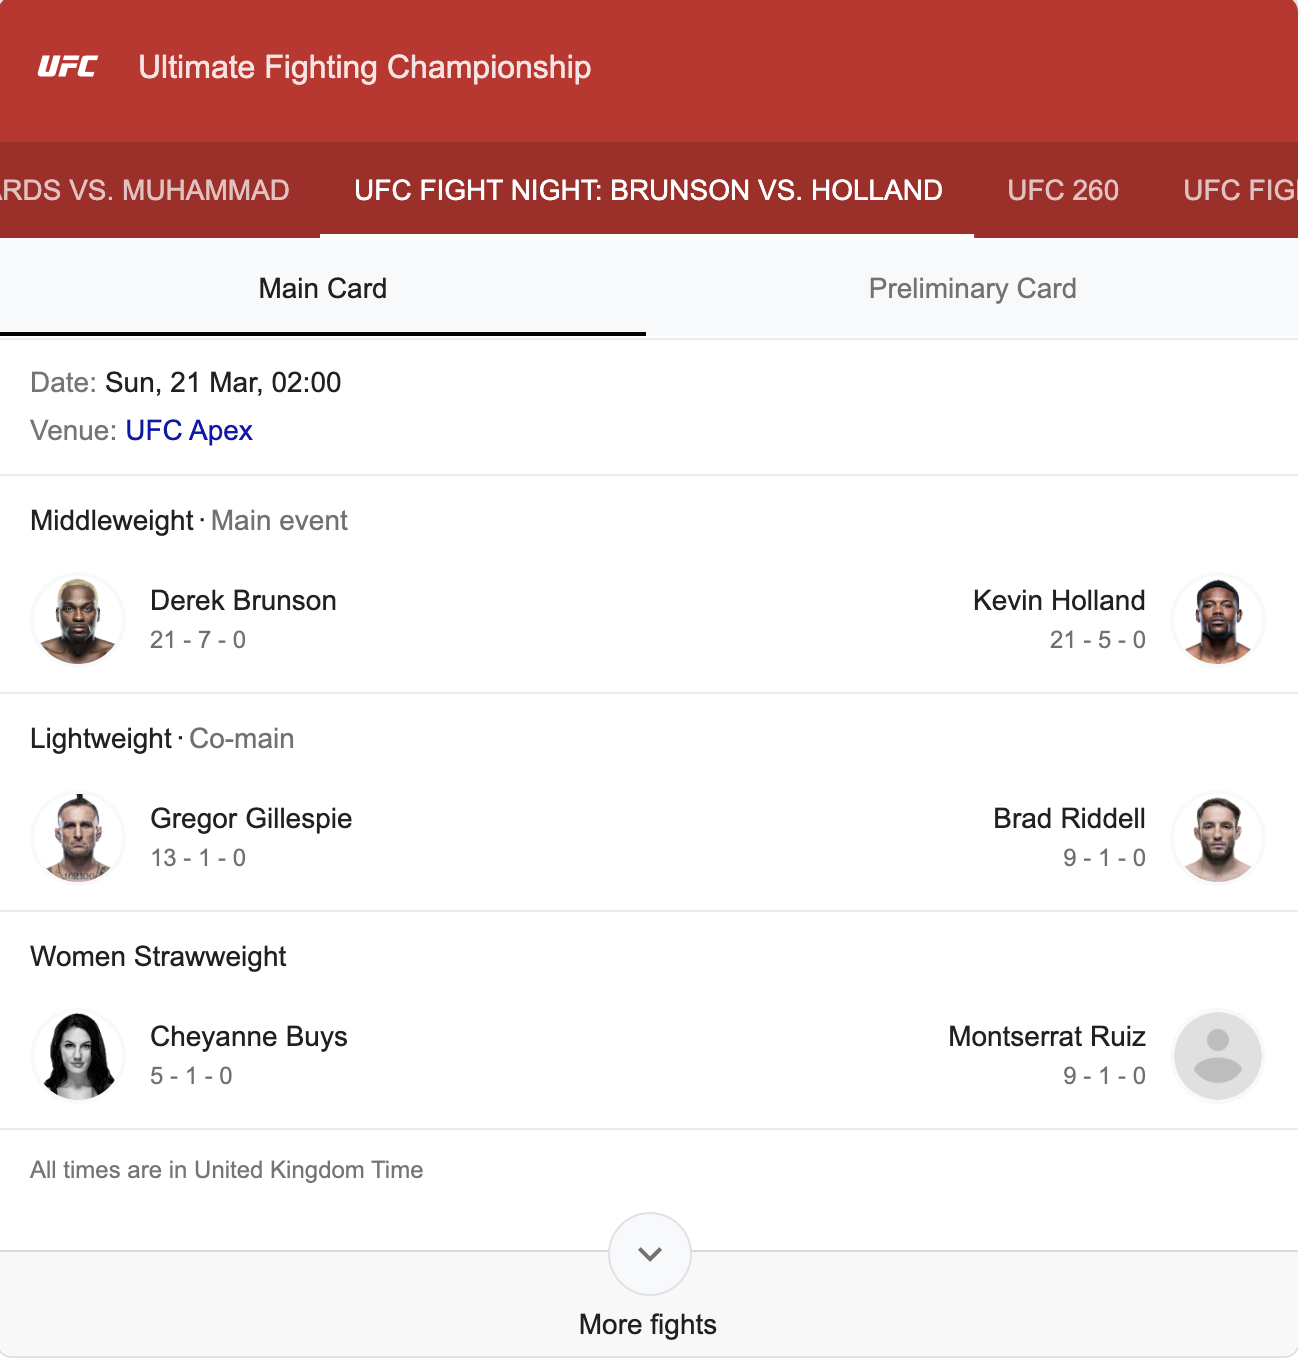 UFC Ultimate Fighting Championship
ARDS VS. MUHAMMAD UFC FIGHT NIGHT: BRUNSON VS. HOLLAND UFC 260 UFC FIG
Main Card Preliminary Card
Date: Sun, 21 Mar, 02:00
Venue: UFC Apex
Middleweight · Main event
Derek Brunson Kevin Holland
21 - 7 - 0 21 - 5 - 0
Lightweight · Co-main
Gregor Gillespie Brad Riddell
13 - 1 - 0 9 - 1 - 0
Women Strawweight
Cheyanne Buys Montserrat Ruiz
5 - 1 - 0 9 - 1 - 0
All times are in United Kingdom Time
More fights